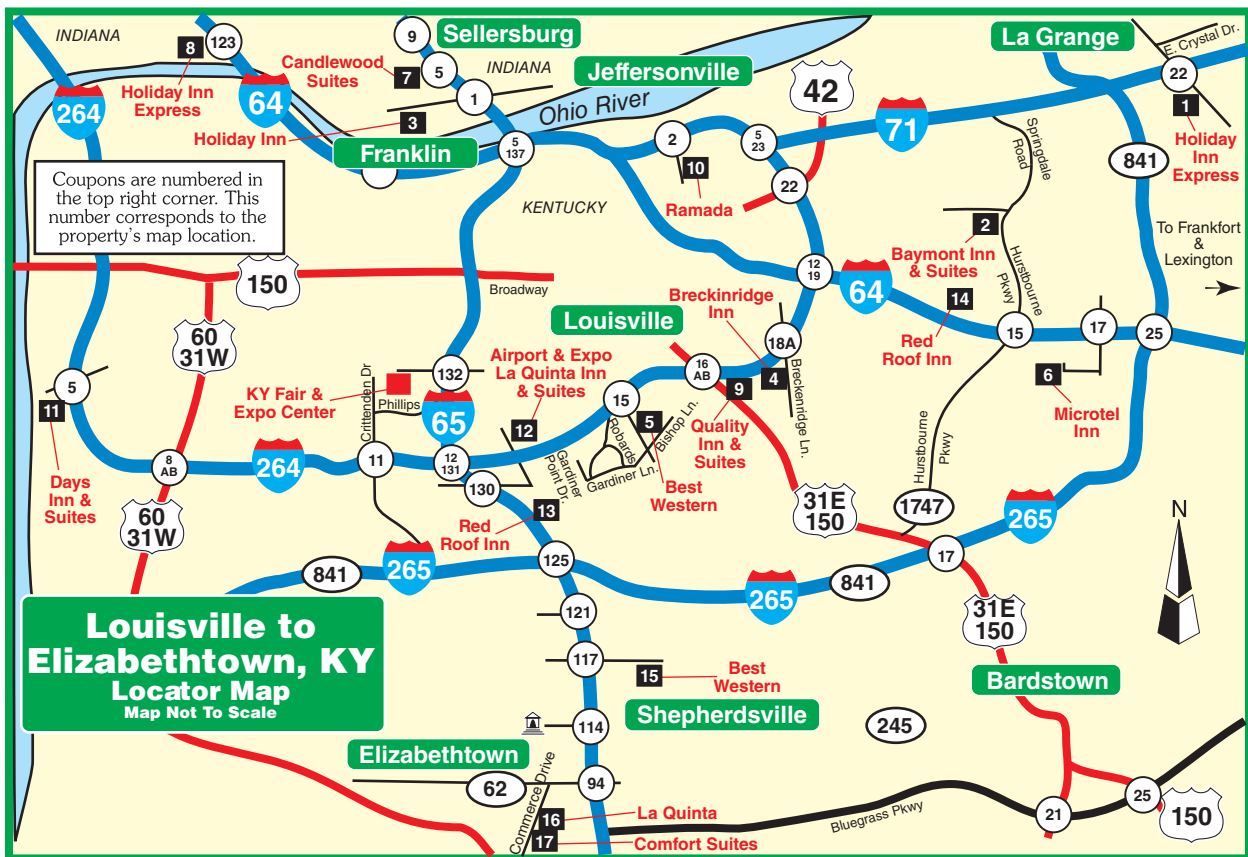 INDIANA
8
123
9
Sellersburg
La Grange
E. Crystal Dr.
Candlewood
Suites
7
5
INDIANA
Jeffersonville
22
264
Holiday Inn
Express
64
1
Ohio River
42
1
Holiday Inn
3
71
Holiday
Inn
Express
Franklin
5
137
2
5
23
Springdale
Road
841
Coupons are numbered in
the top right corner. This
number corresponds to the
property's map location.
10
Ramada
22
KENTUCKY
2
Baymont Inn
& Suites
To Frankfort
&
Lexington
150
Broadway
12
19
64
Hurstbourne
Pkwy
Breckinridge
Inn
14
Red
Roof Inn
Louisville
60
31W
18A
15
17
25
Airport & Expo
La Quinta Inn
& Suites
16
AB
5
11
KY Fair &
Expo Center
Crittenden Dr
Phillips
132
65
15
9
4
Breckenridge Ln.
6
Microtel
Inn
12
5
Robards
Bishop Ln.
Quality
Inn &
Suites
Hurstbourne
Pkwy
Days
Inn &
Suites
8
AB
264
11
12
131
130
Gardiner
Point Dr.
Gardiner Ln.
Best
Western
60
31W
Red
Roof Inn
13
31E
150
1747
265
N
841
265
125
17
265
841
31E
150
Louisville to
Elizabethtown, KY
Locator Map
Map Not To Scale
121
117
15
Best
Western
Bardstown
114
Shepherdsville
245
Elizabethtown
62
94
Commerce Drive
16
La Quinta
17
Comfort Suites
Bluegrass Pkwy
21
25
150